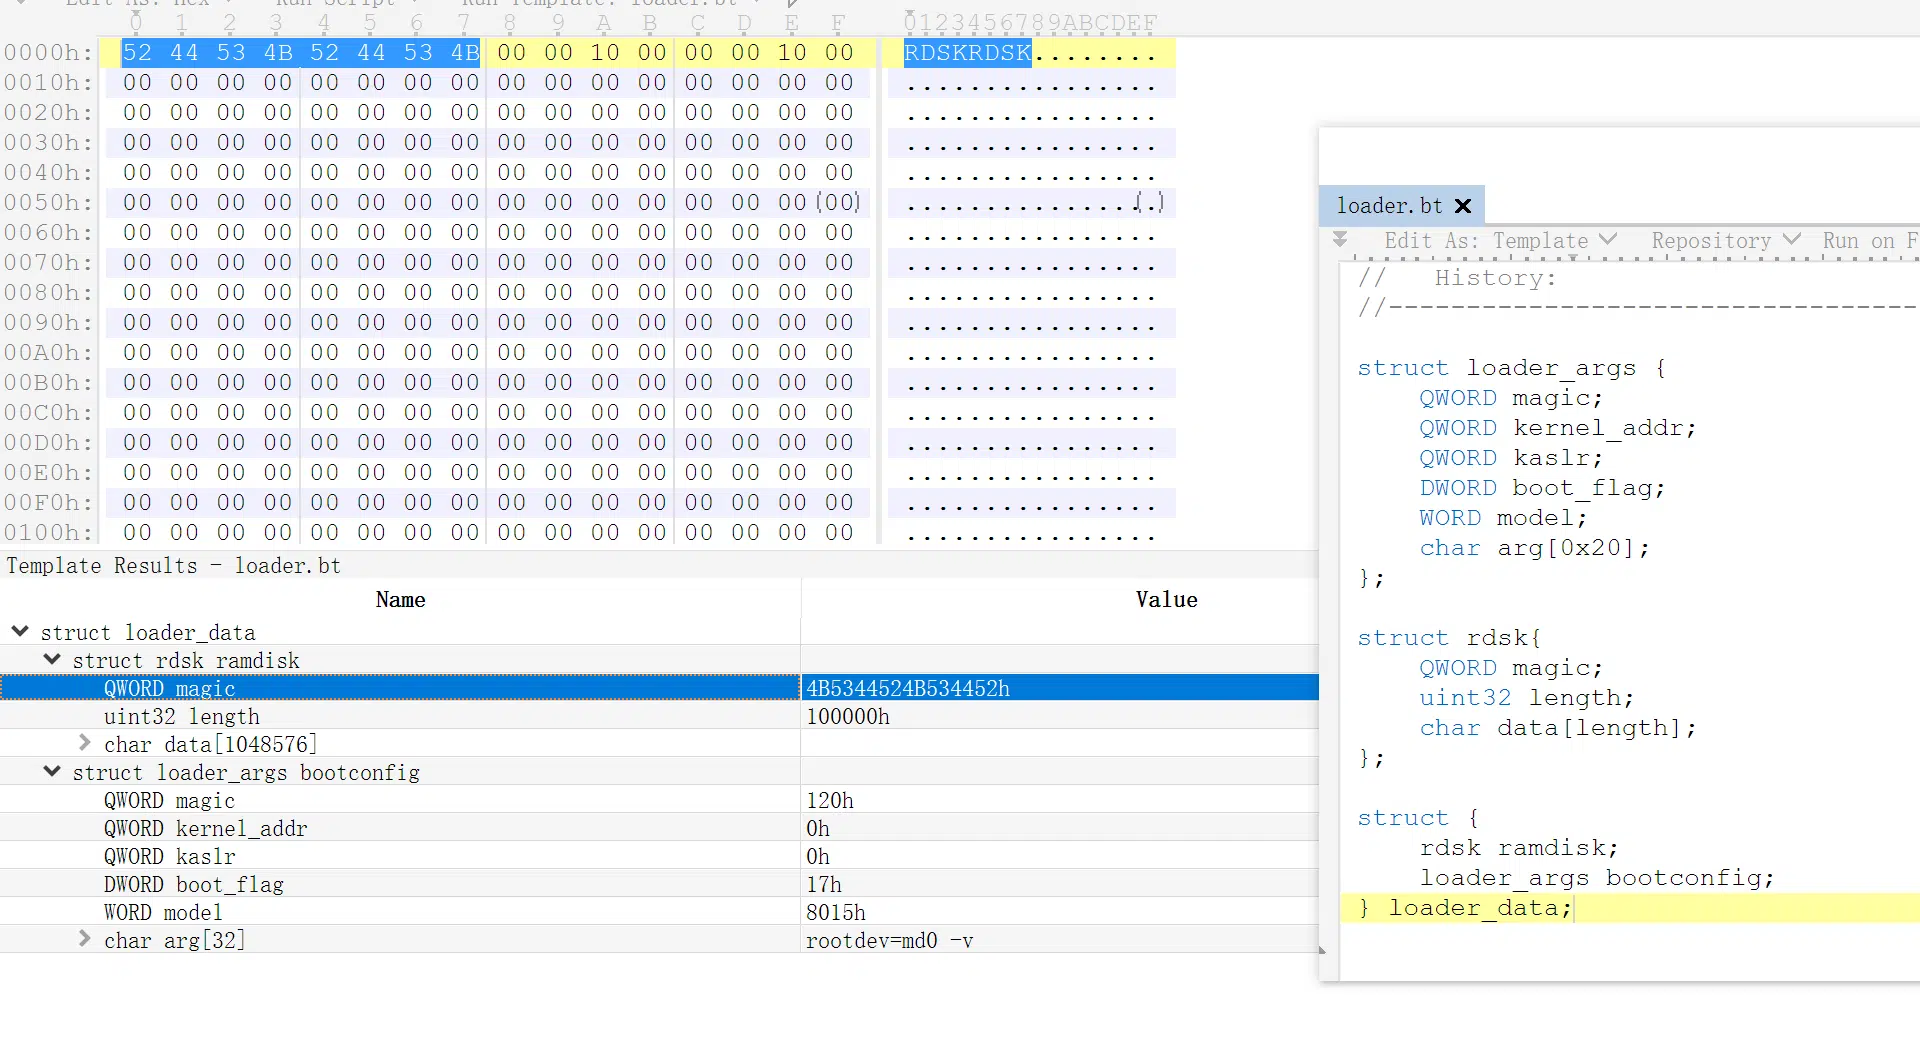 Edit As: Hex Run Script Run Template: loader.bt
0 1 2 3 4 5 6 7 8 9 A B C D E F 0123456789ABCDEF
0000h: 52 44 53 4B 52 44 53 4B 00 00 10 00 00 00 10 00 RDSKRDSK........
0010h: 00 00 00 00 00 00 00 00 00 00 00 00 00 00 00 00 ................
0020h: 00 00 00 00 00 00 00 00 00 00 00 00 00 00 00 00 ................
0030h: 00 00 00 00 00 00 00 00 00 00 00 00 00 00 00 00 ................
0040h: 00 00 00 00 00 00 00 00 00 00 00 00 00 00 00 00 ................
0050h: 00 00 00 00 00 00 00 00 00 00 00 00 00 00 00 (00) ...............(.)
0060h: 00 00 00 00 00 00 00 00 00 00 00 00 00 00 00 00 ................
0070h: 00 00 00 00 00 00 00 00 00 00 00 00 00 00 00 00 ................
0080h: 00 00 00 00 00 00 00 00 00 00 00 00 00 00 00 00 ................
0090h: 00 00 00 00 00 00 00 00 00 00 00 00 00 00 00 00 ................
00A0h: 00 00 00 00 00 00 00 00 00 00 00 00 00 00 00 00 ................
00B0h: 00 00 00 00 00 00 00 00 00 00 00 00 00 00 00 00 ................
00C0h: 00 00 00 00 00 00 00 00 00 00 00 00 00 00 00 00 ................
00D0h: 00 00 00 00 00 00 00 00 00 00 00 00 00 00 00 00 ................
00E0h: 00 00 00 00 00 00 00 00 00 00 00 00 00 00 00 00 ................
00F0h: 00 00 00 00 00 00 00 00 00 00 00 00 00 00 00 00 ................
0100h: 00 00 00 00 00 00 00 00 00 00 00 00 00 00 00 00 ................
Template Results - loader.bt
Name Value
struct loader_data
struct rdsk ramdisk
QWORD magic 4B5344524B534452h
uint32 length 100000h
char data[1048576]
struct loader_args bootconfig
QWORD magic 120h
QWORD kernel_addr 0h
QWORD kaslr 0h
DWORD boot_flag 17h
WORD model 8015h
char arg[32] rootdev=md0 -v
loader.bt
Edit As: Template Repository Run on F
// History:
//----------------------------------
struct loader_args {
QWORD magic;
QWORD kernel_addr;
QWORD kaslr;
DWORD boot_flag;
WORD model;
char arg[0x20];
};
struct rdsk{
QWORD magic;
uint32 length;
char data[length];
};
struct {
rdsk ramdisk;
loader_args bootconfig;
} loader_data;